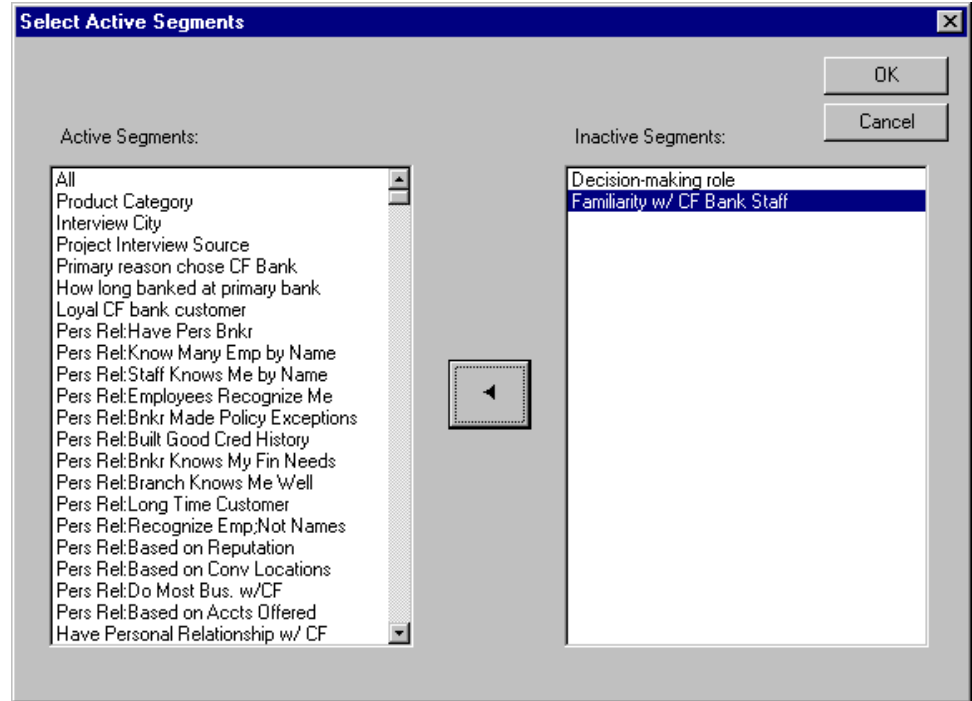 Select Active Segments
OK
Cancel
Active Segments:
All
Product Category
Interview City
Project Interview Source
Primary reason chose CF Bank
How long banked at primary bank
Loyal CF bank customer
Pers Rel:Have Pers Bnkr
Pers Rel:Know Many Emp by Name
Pers Rel:Staff Knows Me by Name
Pers Rel:Employees Recognize Me
Pers Rel:Bnkr Made Policy Exceptions
Pers Rel:Built Good Cred History
Pers Rel:Bnkr Knows My Fin Needs
Pers Rel:Branch Knows Me Well
Pers Rel:Long Time Customer
Pers Rel:Recognize Emp;Not Names
Pers Rel:Based on Reputation
Pers Rel:Based on Conv Locations
Pers Rel:Do Most Bus. w/CF
Pers Rel:Based on Accts Offered
Have Personal Relationship w/ CF
Inactive Segments:
Decision-making role
Familiarity w/ CF Bank Staff